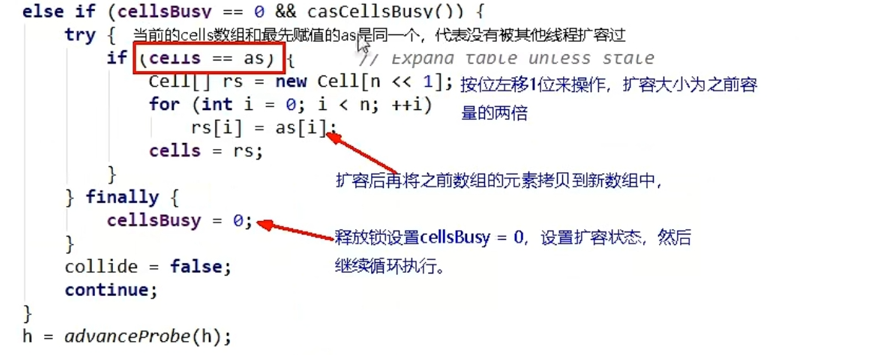 else if (cellsBusy == 0 && casCellsBusy()) {
try { 当前的cells数组和最先赋值的as是同一个，代表没有被其他线程扩容过
if (cells == as) { // Expand table unless stale
Cell[] rs = new Cell[n << 1]; 按位左移1位来操作，扩容大小为之前容
for (int i = 0; i < n; ++i) 量的两倍
rs[i] = as[i];
cells = rs;
扩容后再将之前数组的元素拷贝到新数组中，
}
} finally {
cellsBusy = 0;
释放锁设置cellsBusy = 0，设置扩容状态，然后
}
继续循环执行。
collide = false;
continue;
}
h = advanceProbe(h);